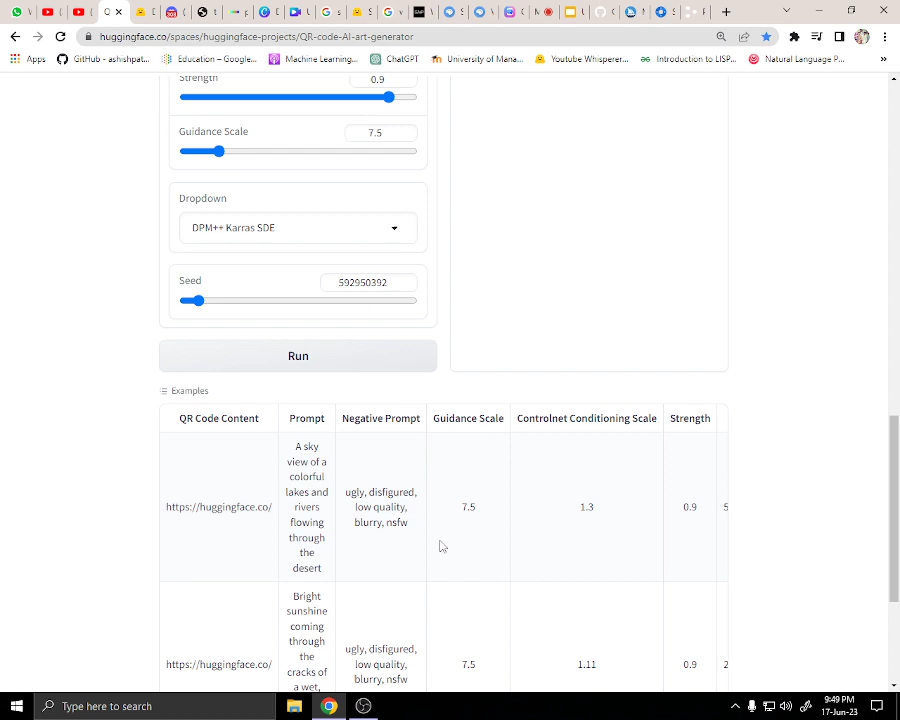 huggingface.co/spaces/huggingface-projects/QR-code-AI-art-generator
Apps
GitHub - ashishpat...
Education – Google...
Machine Learning...
ChatGPT
University of Mana...
Youtube Whisperer...
Introduction to LISP...
Natural Language P...
»
Strength
0.9
Guidance Scale
7.5
Dropdown
DPM++ Karras SDE
Seed
592950392
Run
Examples
QR Code Content
Prompt
Negative Prompt
Guidance Scale
Controlnet Conditioning Scale
Strength
https://huggingface.co/
A sky
view of a
colorful
lakes and
rivers
flowing
through
the
desert
ugly, disfigured,
low quality,
blurry, nsfw
7.5
1.3
0.9
5
https://huggingface.co/
Bright
sunshine
coming
through
the
cracks of
a wet,
ugly, disfigured,
low quality,
blurry, nsfw
7.5
1.11
0.9
2
Type here to search
9:49 PM
17-Jun-23